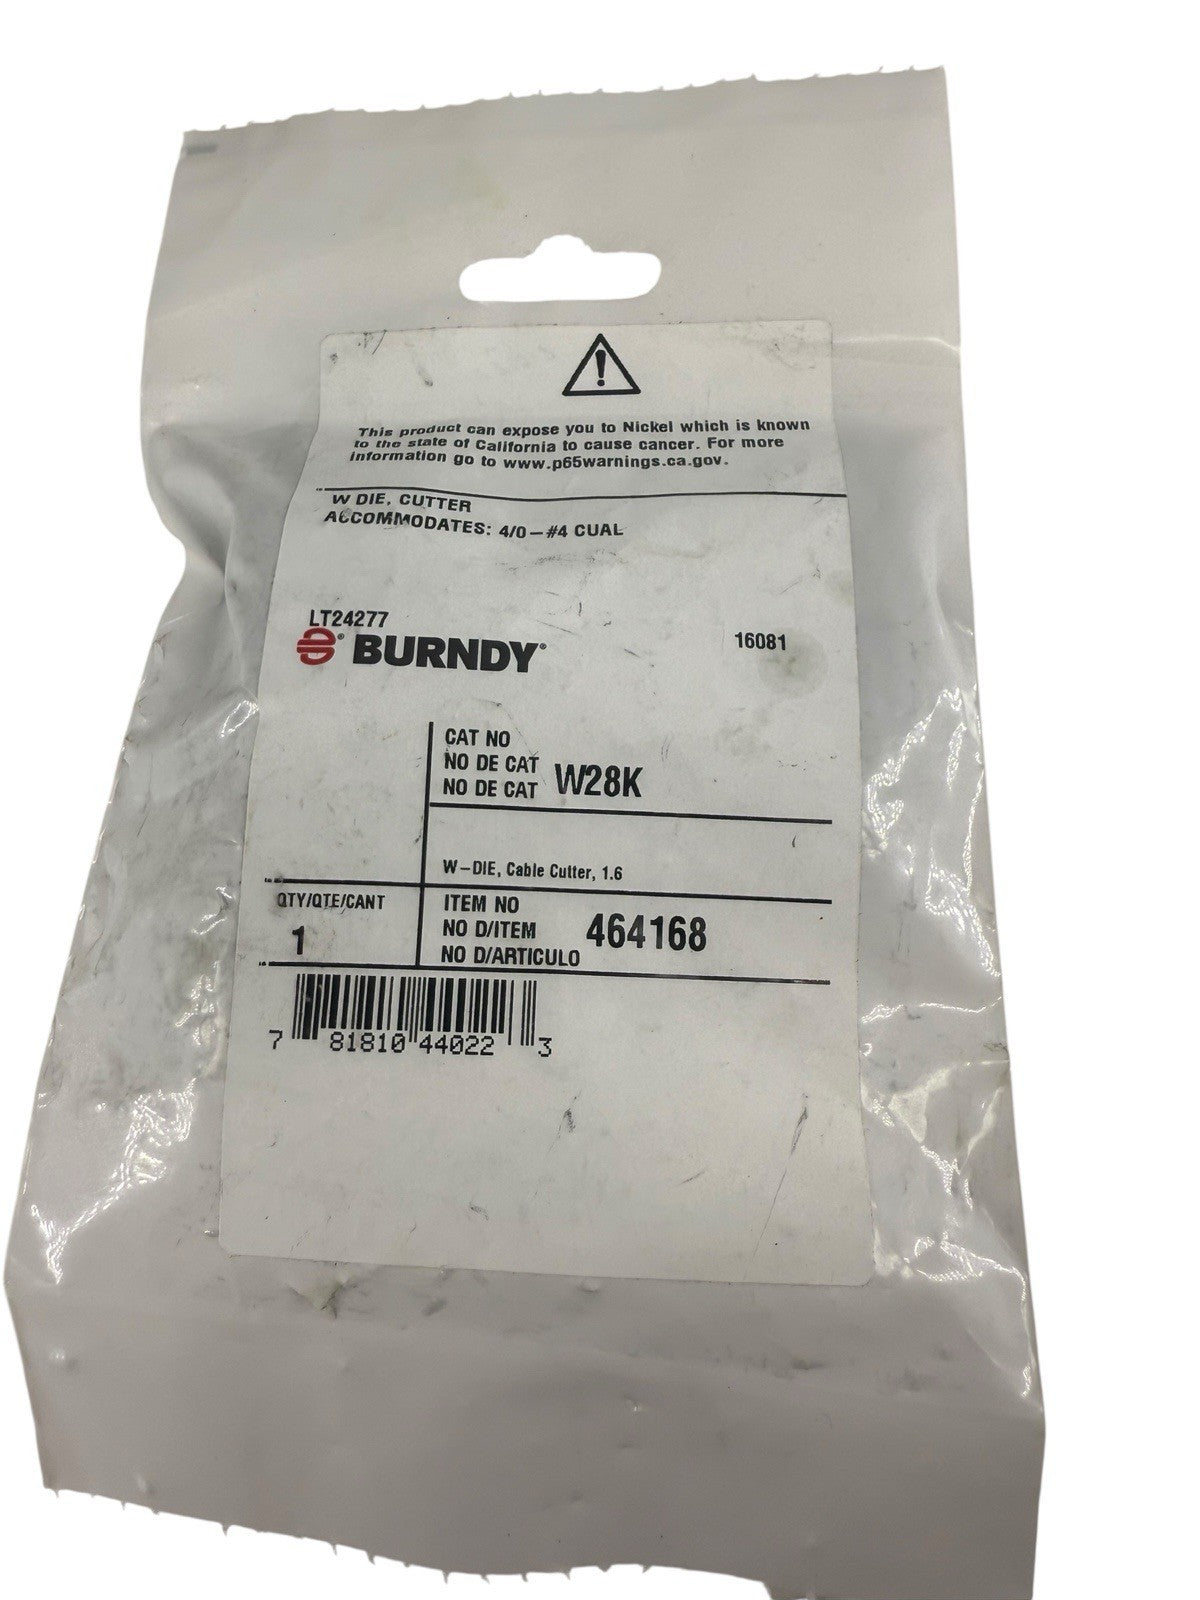 This product can expose you to Nickel which is known
to the state of California to cause cancer. For more
information go to www.p65warnings.ca.gov.
W DIE, CUTTER
ACCOMMODATES: 4/0-#4 CUAL
LT24277
BURNDY®
16081
CAT NO
NO DE CAT
NO DE CAT W28K
W-DIE, Cable Cutter, 1.6
QTY/QTE/CANT
1
ITEM NO
NO D/ITEM 464168
NO D/ARTICULO
7 81810 44022 3